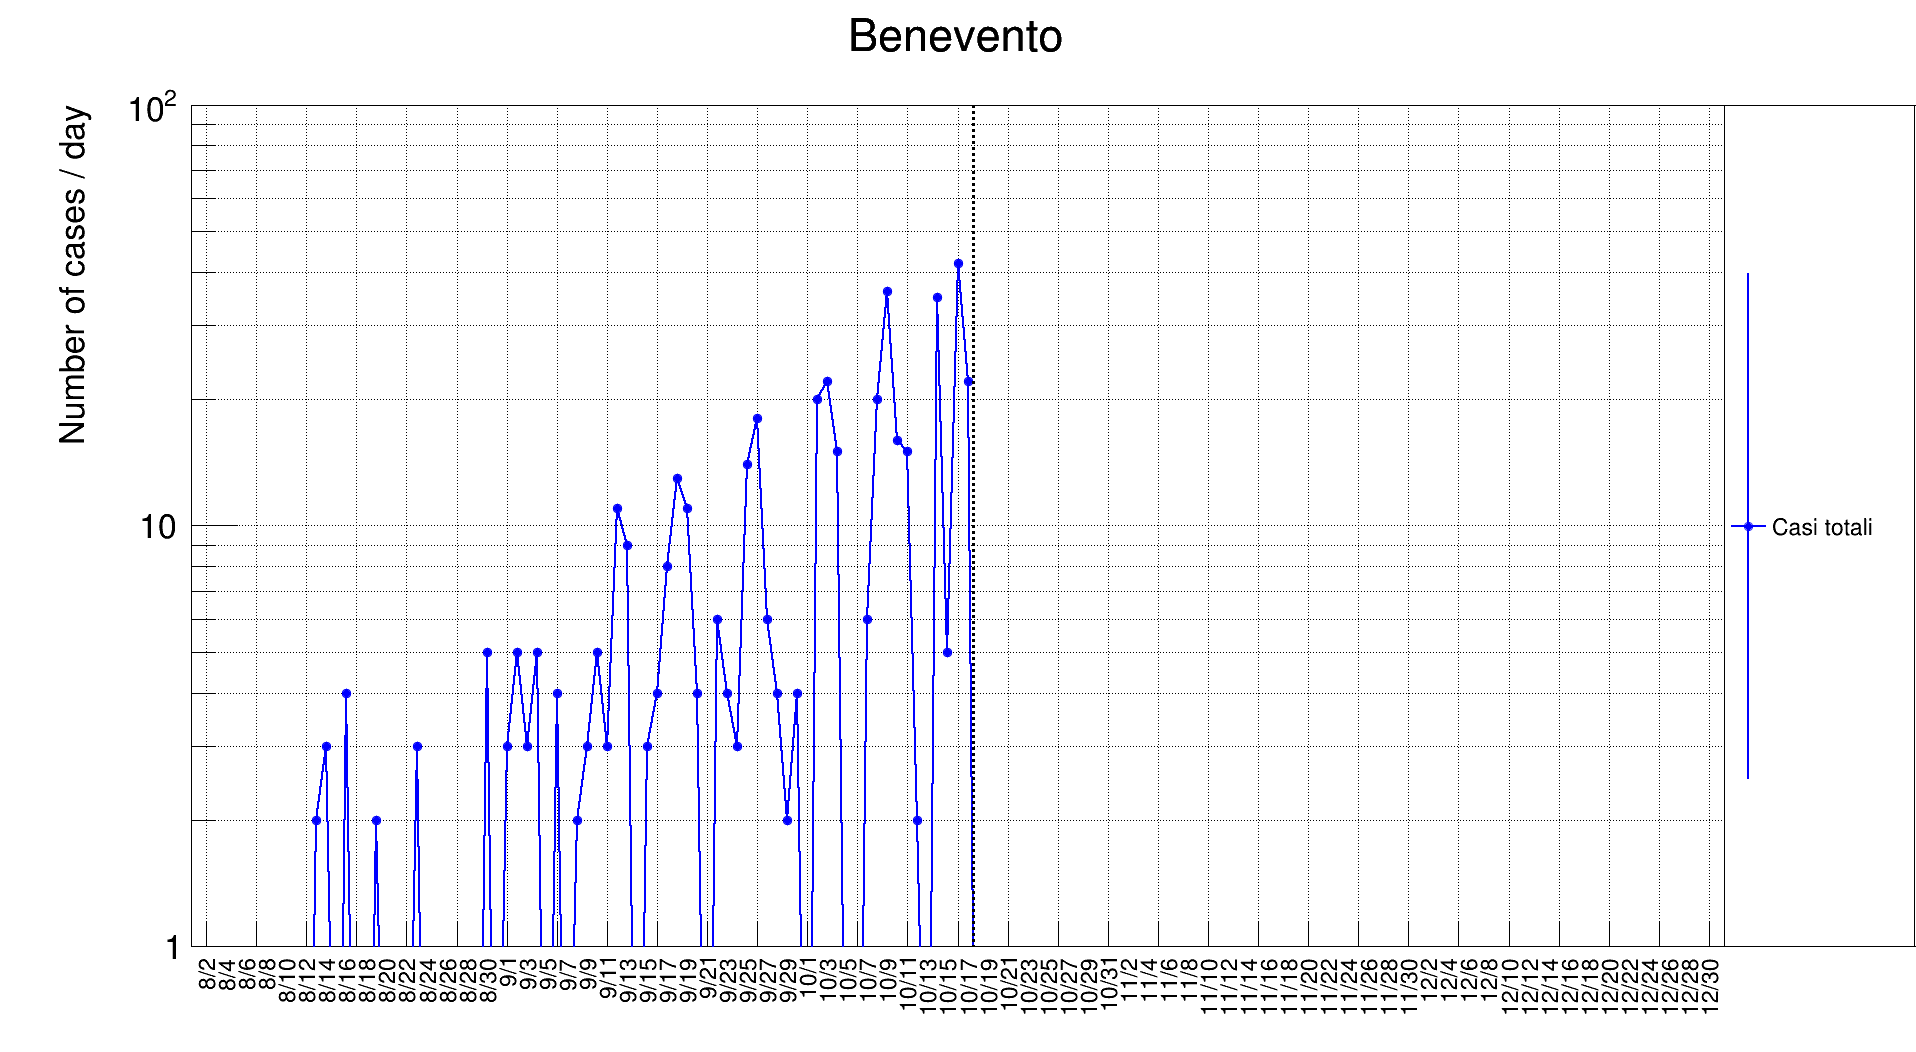 Benevento
Number of cases / day
10²
10
1
8/2 8/4 8/6 8/8 8/10 8/12 8/14 8/16 8/18 8/20 8/22 8/24 8/26 8/28 8/30 9/1 9/3 9/5 9/7 9/9 9/11 9/13 9/15 9/17 9/19 9/21 9/23 9/25 9/27 9/29 10/1 10/3 10/5 10/7 10/9 10/11 10/13 10/15 10/17 10/19 10/21 10/23 10/25 10/27 10/29 10/31 11/2 11/4 11/6 11/8 11/10 11/12 11/14 11/16 11/18 11/20 11/22 11/24 11/26 11/28 11/30 12/2 12/4 12/6 12/8 12/10 12/12 12/14 12/16 12/18 12/20 12/22 12/24 12/26 12/28 12/30
Casi totali